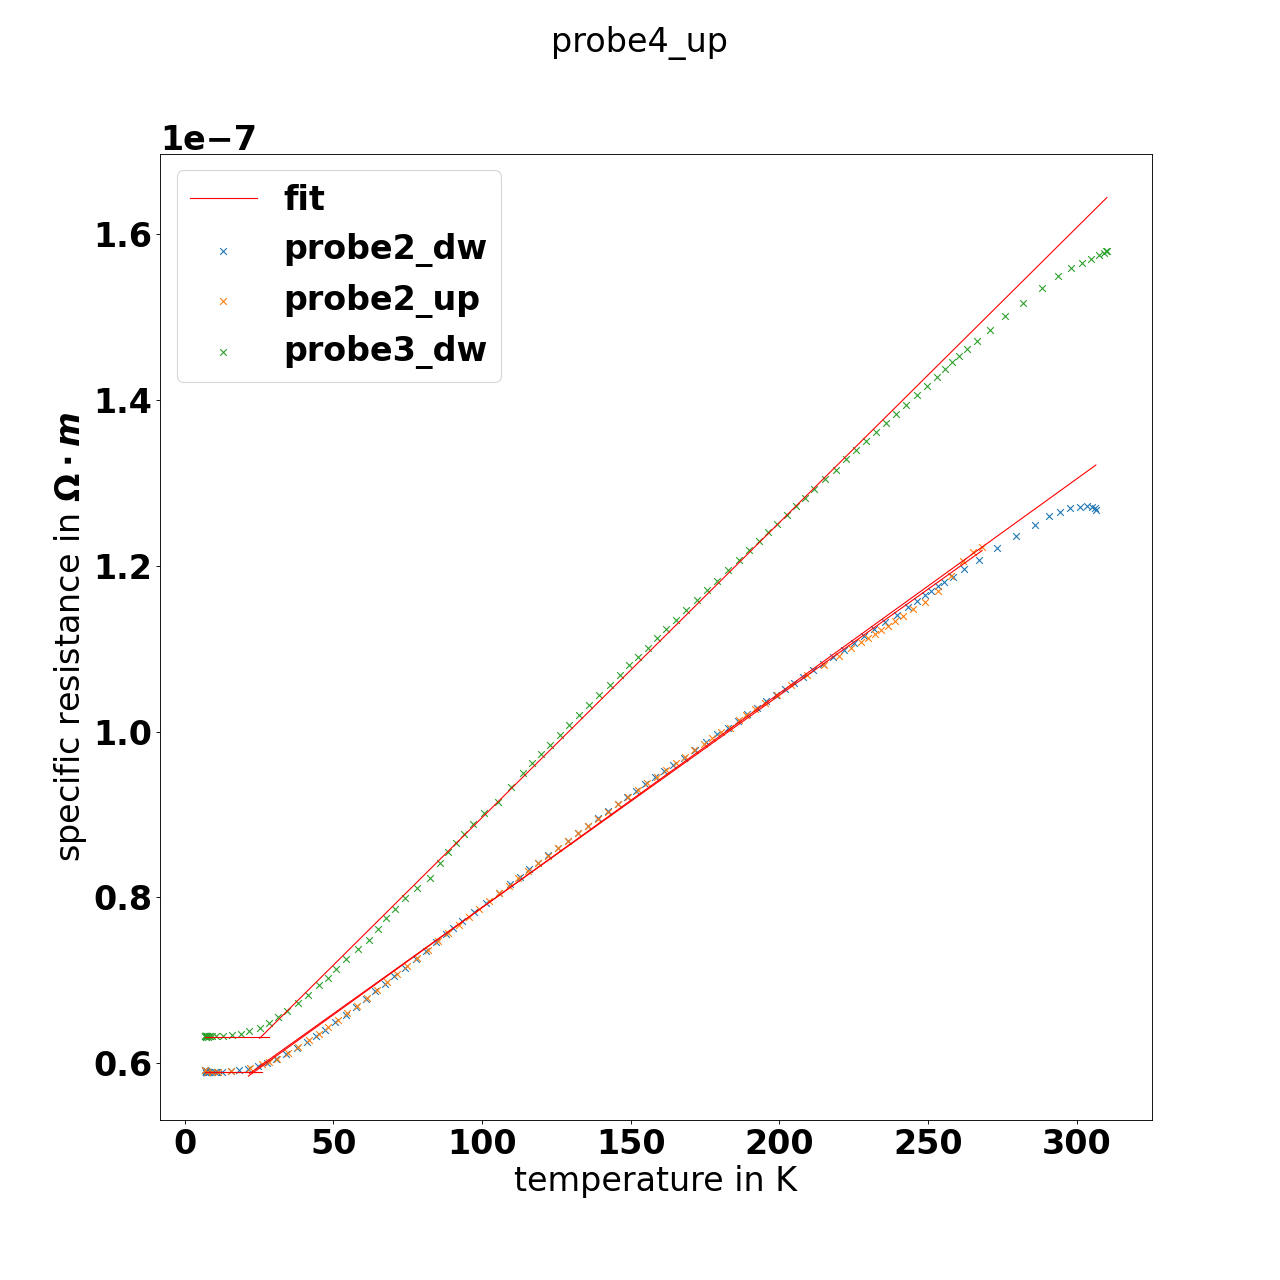 probe4_up
1e−7
fit
probe2_dw
probe2_up
probe3_dw
1.6
1.4
1.2
1.0
0.8
0.6
specific resistance in Ω · m
0 50 100 150 200 250 300
temperature in K